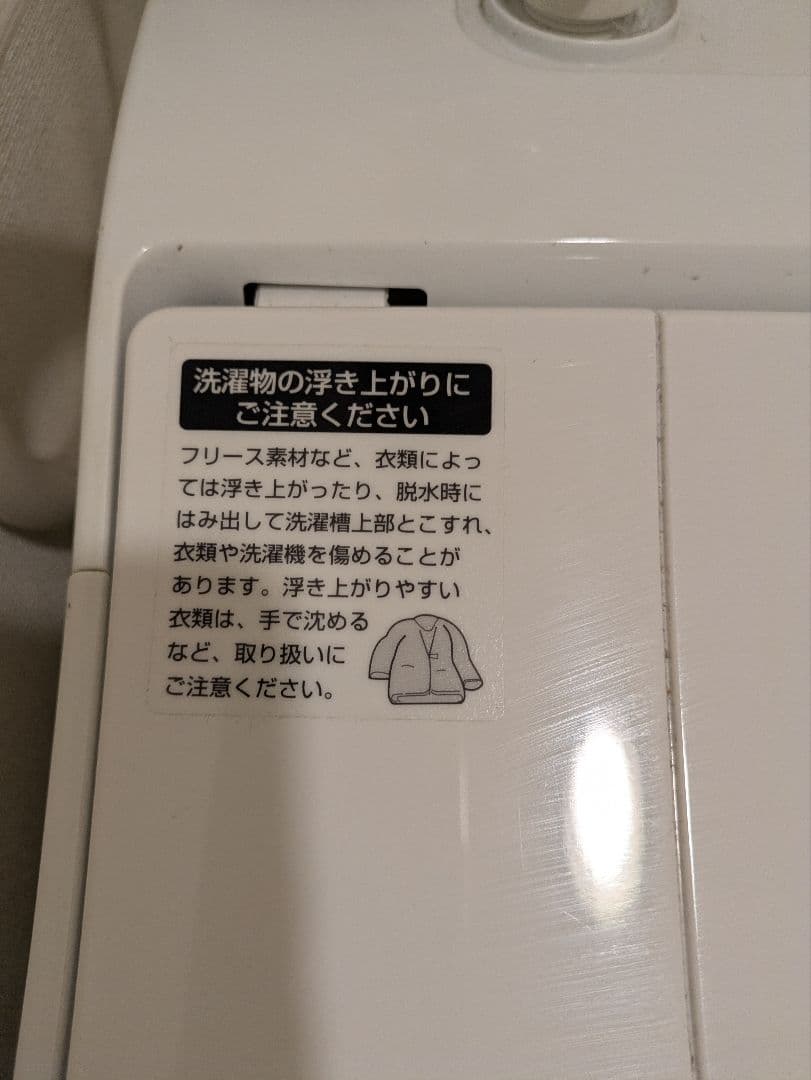 洗濯物の浮き上がりに
ご注意ください
フリース素材など、衣類によっ
ては浮き上がったり、脱水時に
はみ出して洗濯槽上部とこすれ、
衣類や洗濯機を傷めることが
あります。浮き上がりやすい
衣類は、手で沈める
など、取り扱いに
ご注意ください。